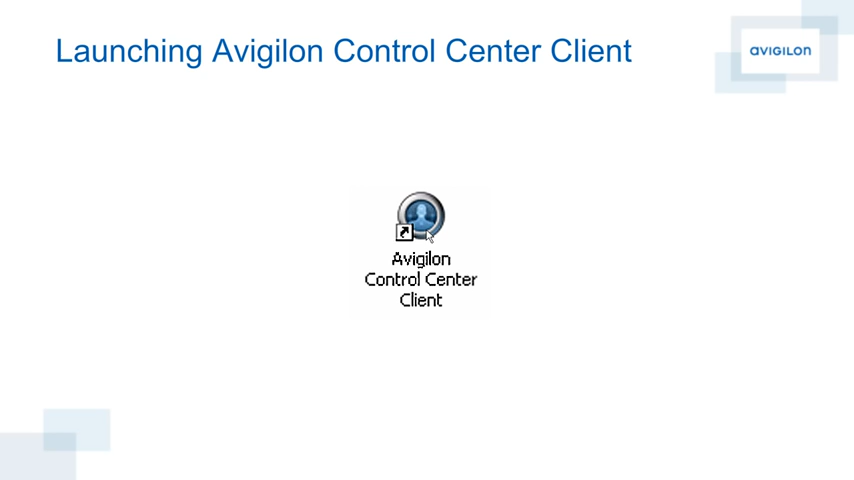 Launching Avigilon Control Center Client
avigilon
Avigilon
Control Center
Client